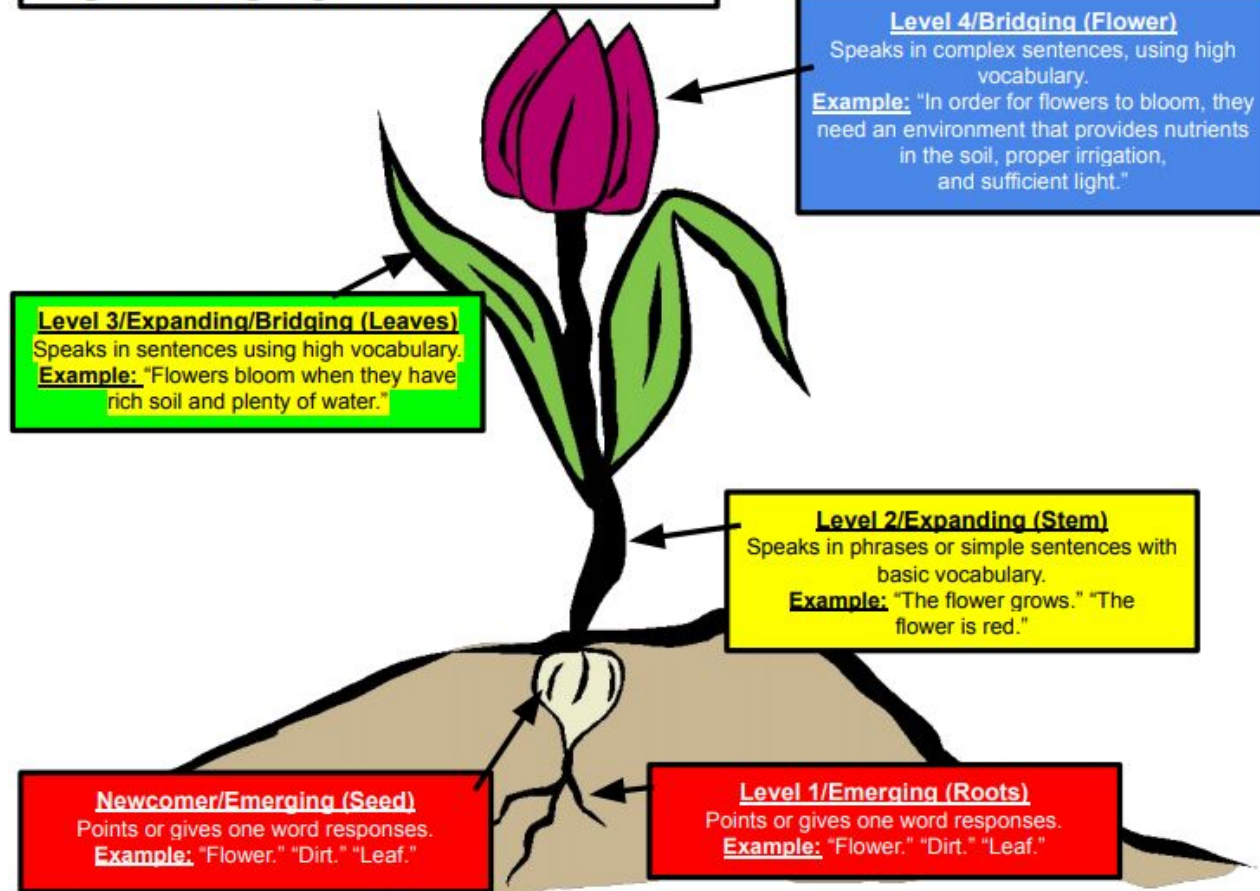 Level 4/Bridging (Flower)
Speaks in complex sentences, using high
vocabulary.
Example: “In order for flowers to bloom, they
need an environment that provides nutrients
in the soil, proper irrigation,
and sufficient light.”
Level 3/Expanding/Bridging (Leaves)
Speaks in sentences using high vocabulary.
Example: “Flowers bloom when they have
rich soil and plenty of water.”
Level 2/Expanding (Stem)
Speaks in phrases or simple sentences with
basic vocabulary.
Example: “The flower grows.” “The
flower is red.”
Newcomer/Emerging (Seed)
Points or gives one word responses.
Example: “Flower.” “Dirt.” “Leaf.”
Level 1/Emerging (Roots)
Points or gives one word responses.
Example: “Flower.” “Dirt.” “Leaf.”